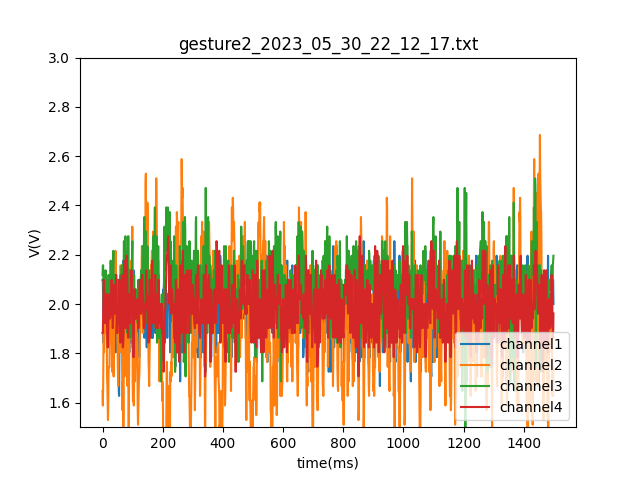 gesture2_2023_05_30_22_12_17.txt
3.0
2.8
2.6
2.4
2.2
2.0
1.8
1.6
V(V)
channel1
channel2
channel3
channel4
0 200 400 600 800 1000 1200 1400
time(ms)